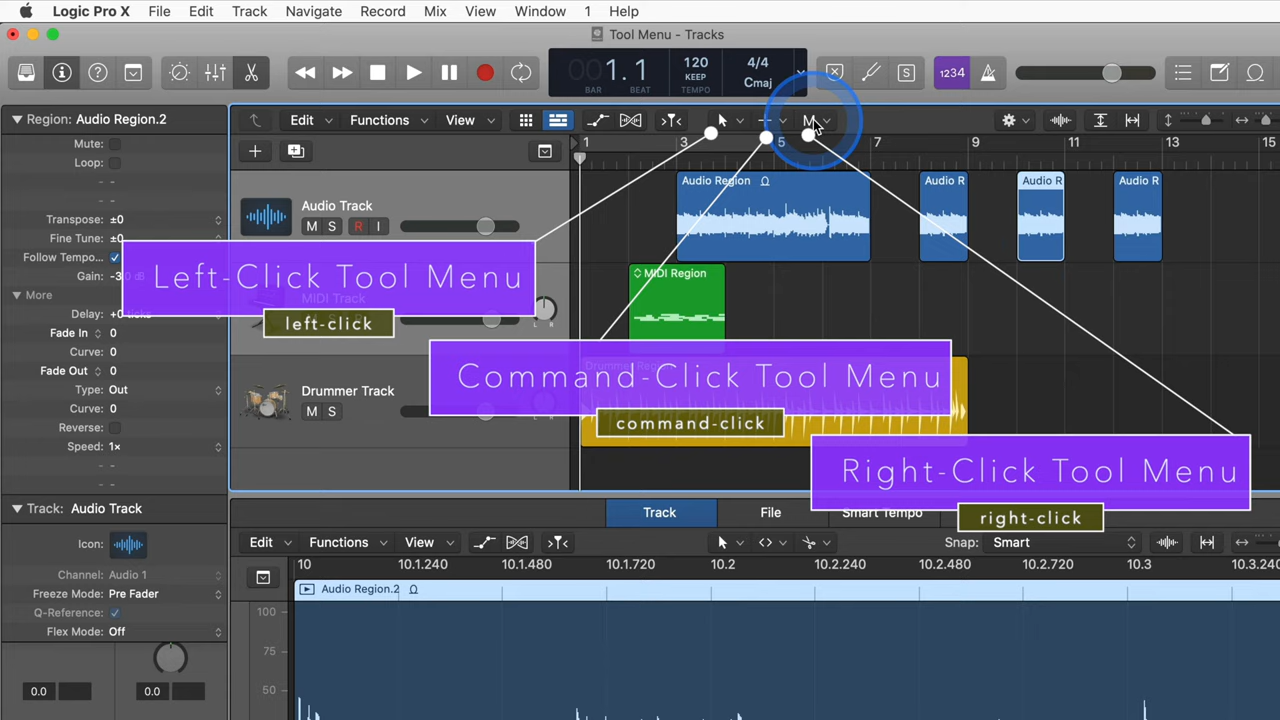 Logic Pro X File Edit Track Navigate Record Mix View Window 1 Help
Tool Menu - Tracks
001.1 120 4/4
KEEP Cmaj
BAR BEAT TEMPO
1234
S
Region: Audio Region.2
Edit Functions View M
Mute:
Loop:
Transpose: ±0
Fine Tune: ±0
Follow Tempo...
Gain:
More
Delay:
Fade In 0
Curve: 0
Fade Out 0
Type: Out
Curve: 0
Reverse:
Speed: 1×
1 3 5 7 9 11 13 15
Audio Track
M S R I
MIDI Track
L R
Drummer Track
M S
Audio Region
Audio R
Audio R
Audio R
MIDI Region
Left-Click Tool Menu
left-click
Command-Click Tool Menu
command-click
Right-Click Tool Menu
right-click
Track: Audio Track
Icon:
Channel: Audio 1
Freeze Mode: Pre Fader
Q-Reference:
Flex Mode: Off
0.0 0.0
Track File Smart Tempo
Edit Functions View Snap: Smart
10 10.1.240 10.1.480 10.1.720 10.2 10.2.240 10.2.480 10.2.720 10.3 10.3.240
Audio Region.2
100
75
50